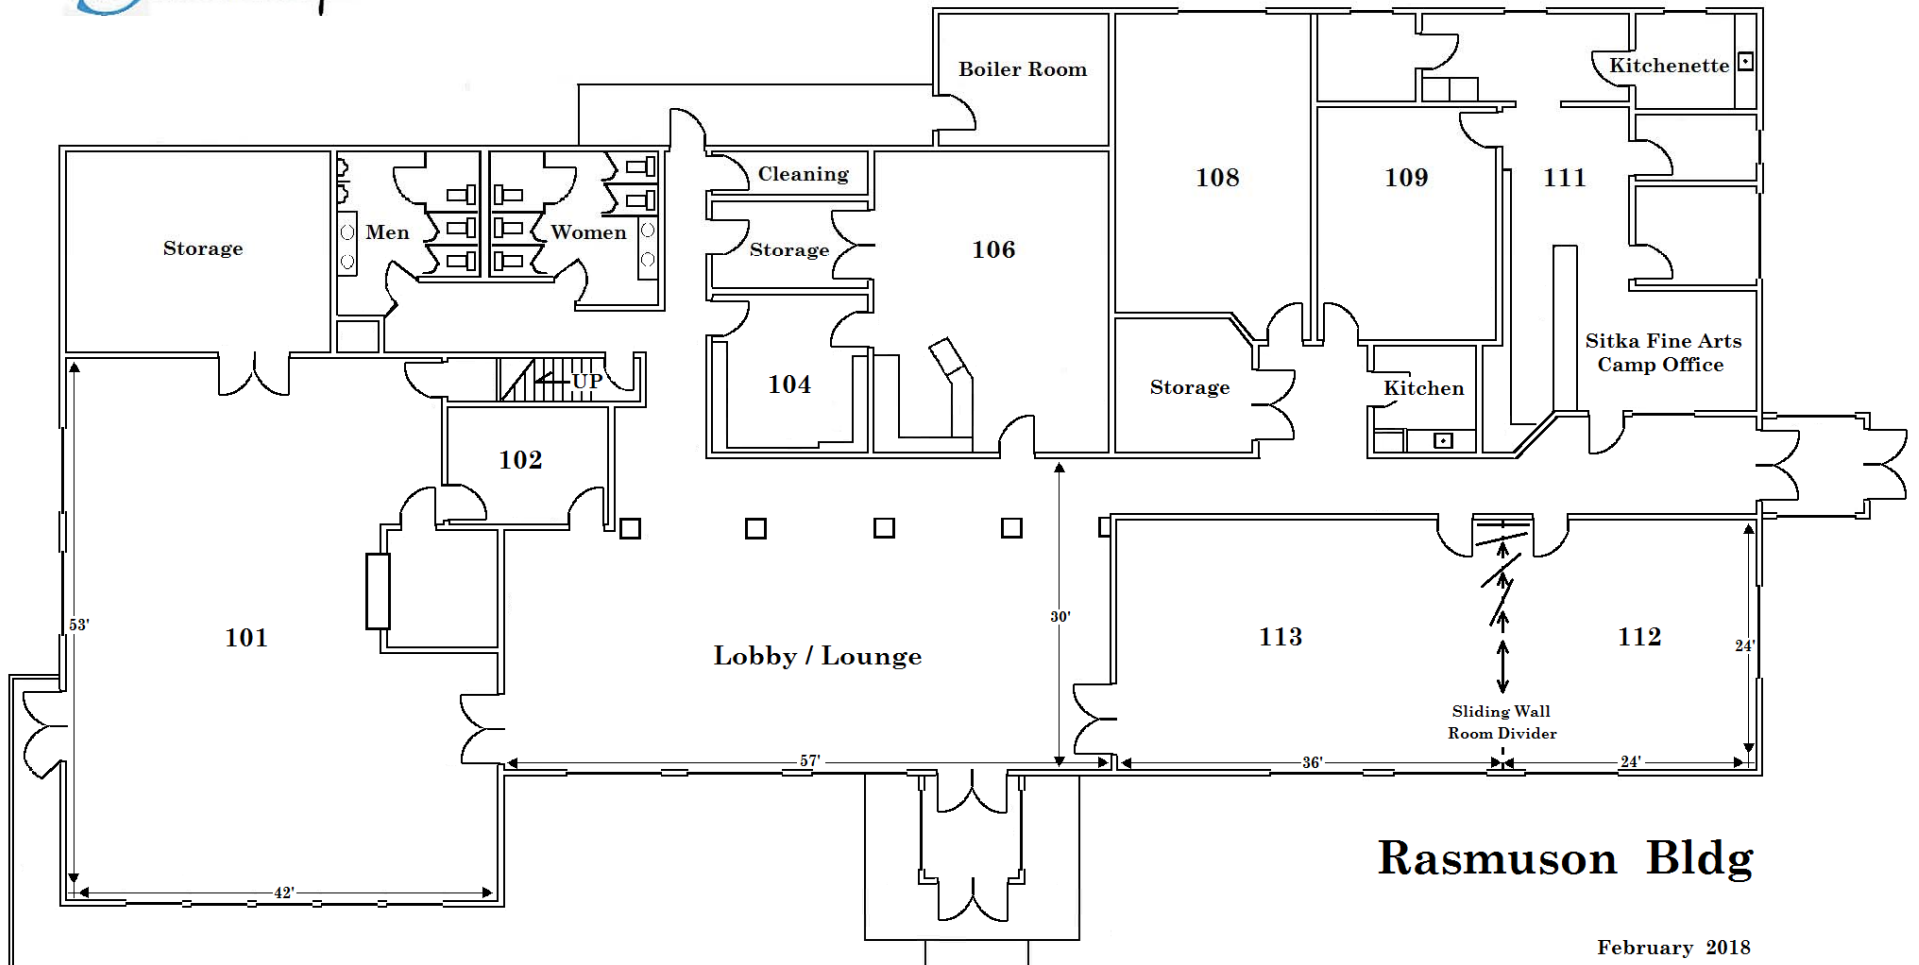 Boiler Room
Kitchenette
Cleaning
108
109
111
Storage
Men
Women
Storage
106
Sitka Fine Arts
Camp Office
UP
104
Storage
Kitchen
102
53'
101
Lobby / Lounge
30'
113
112
24'
Sliding Wall
Room Divider
57'
36'
24'
42'
Rasmuson Bldg
February 2018